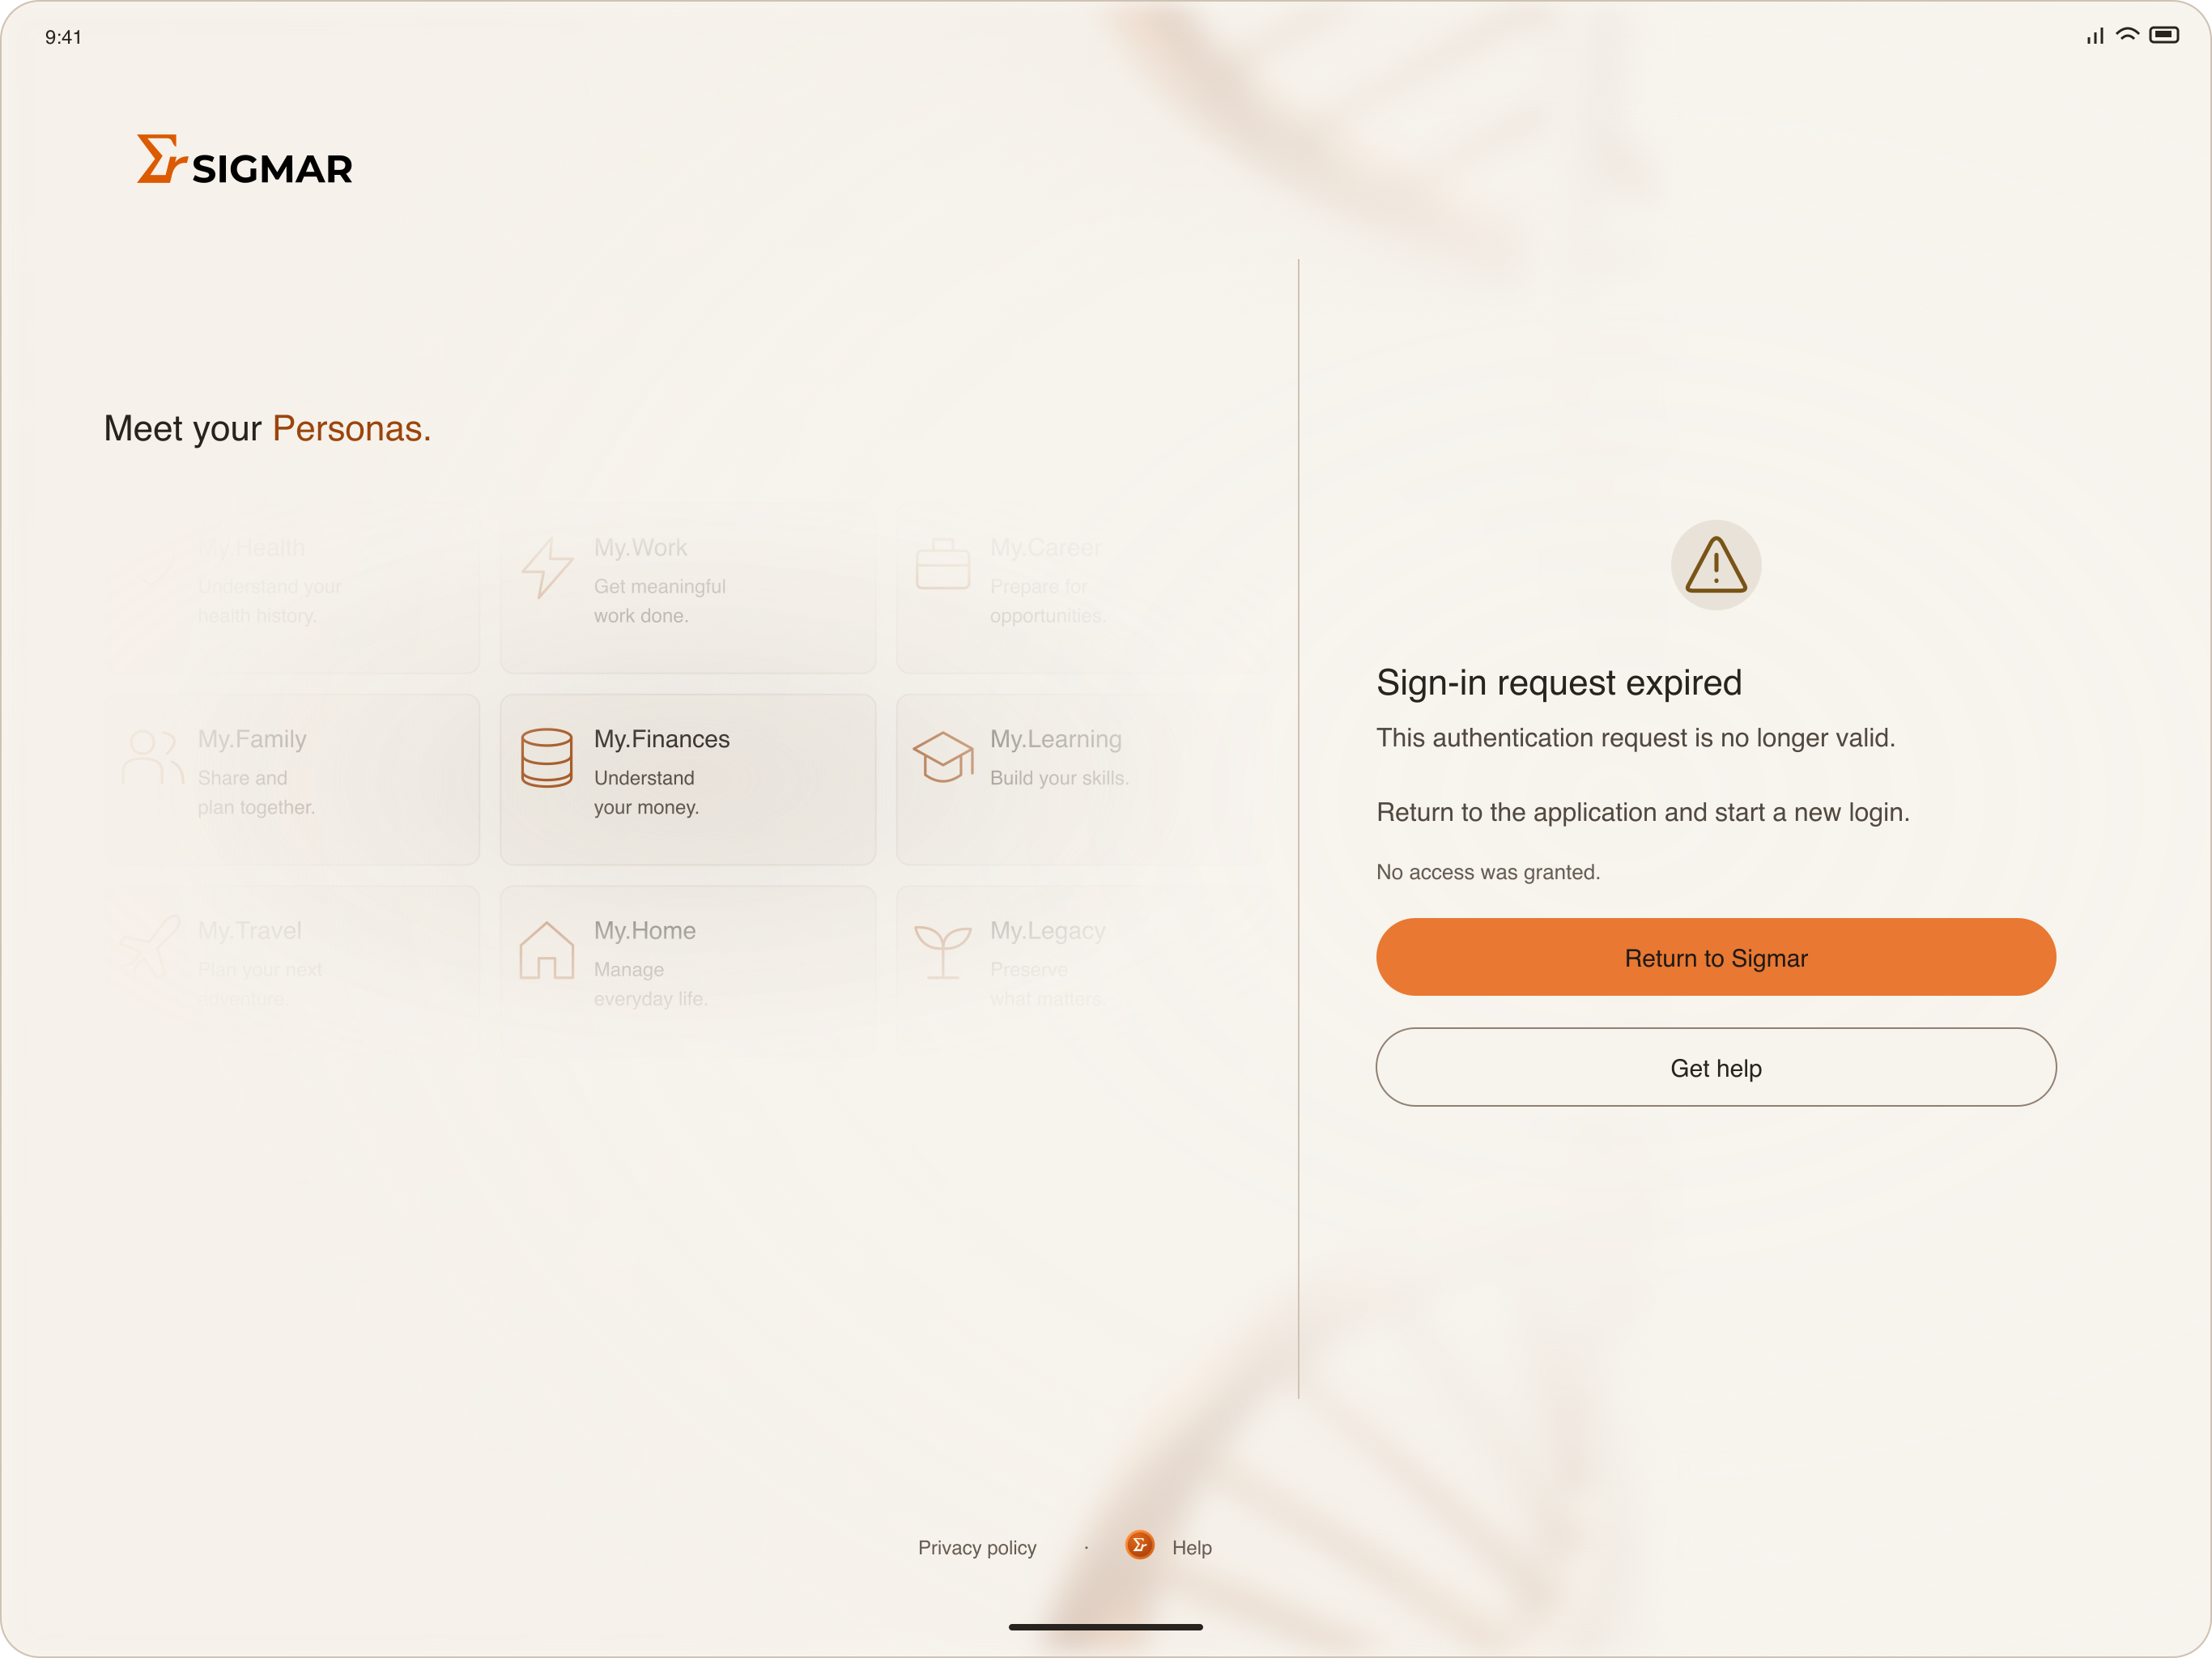 9:41
Σr SIGMAR
Meet your Personas.
My.Health
Understand your
health history.
My.Work
Get meaningful
work done.
My.Career
Prepare for
opportunities.
My.Family
Share and
plan together.
My.Finances
Understand
your money.
My.Learning
Build your skills.
My.Travel
Plan your next
adventure.
My.Home
Manage
everyday life.
My.Legacy
Preserve
what matters.
Sign-in request expired
This authentication request is no longer valid.
Return to the application and start a new login.
No access was granted.
Return to Sigmar
Get help
Privacy policy · Σr Help